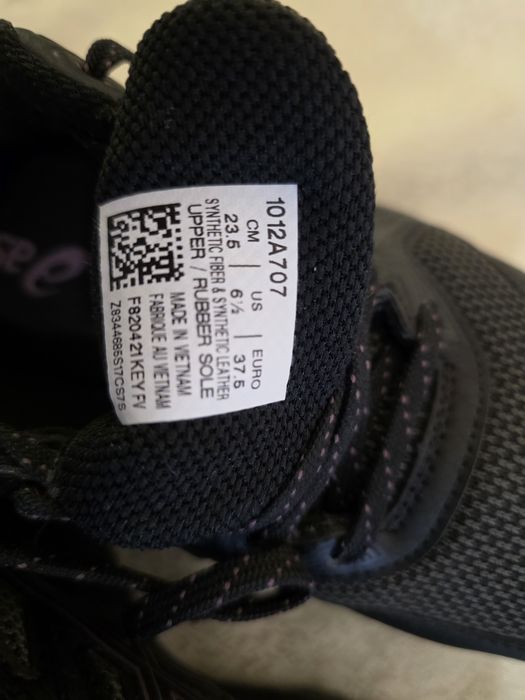 1012A707
CM | US | EURO
23.5 | 6½ | 37.5
SYNTHETIC FIBER & SYNTHETIC LEATHER
UPPER / RUBBER SOLE
MADE IN VIETNAM
FABRIQUE AU VIETNAM
F820421KEY FV
Z8344685S17CS7S